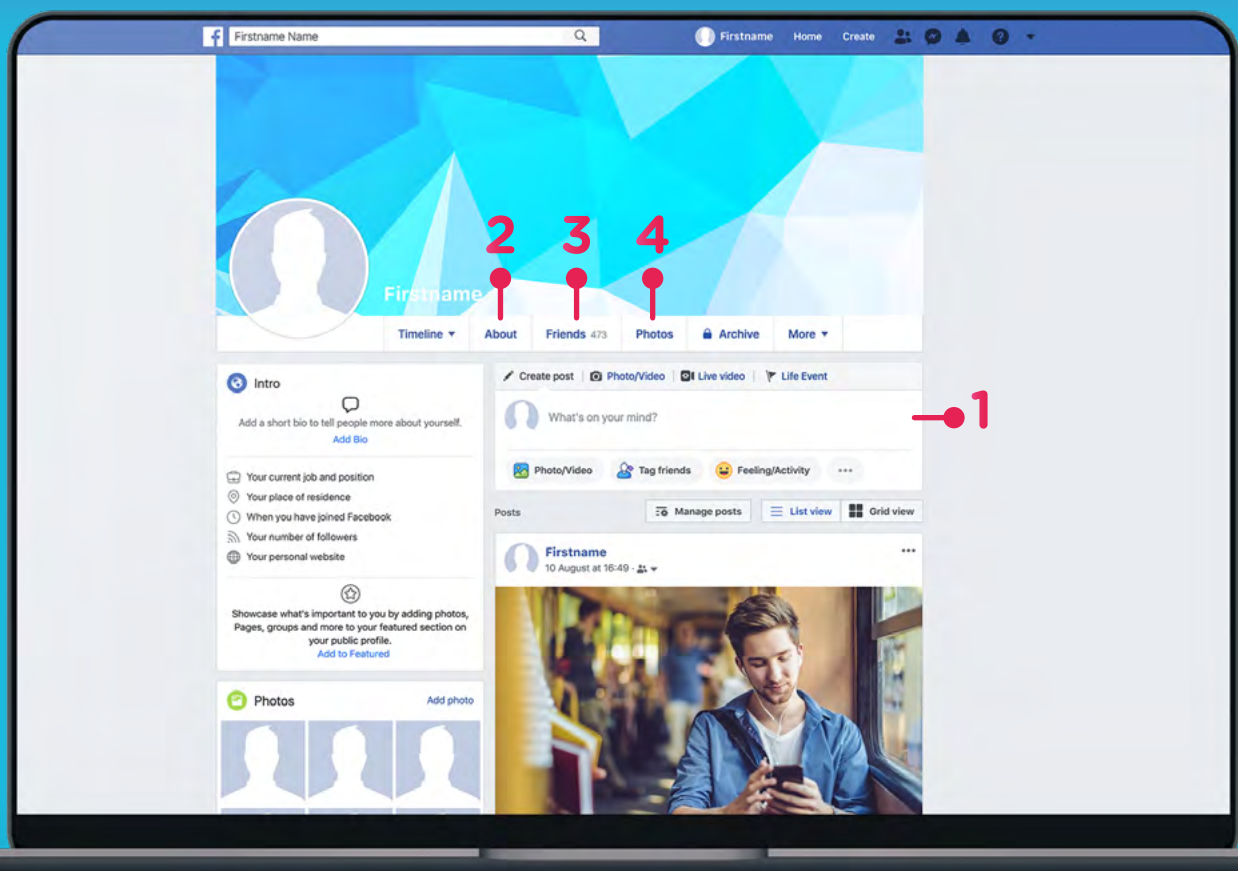 f Firstname Name
Firstname Home Create
2 3 4
Firstname
Timeline About Friends 473 Photos Archive More
Intro
Add a short bio to tell people more about yourself.
Add Bio
Your current job and position
Your place of residence
When you have joined Facebook
Your number of followers
Your personal website
Showcase what's important to you by adding photos,
Pages, groups and more to your featured section on
your public profile.
Add to Featured
Photos Add photo
Create post Photo/Video Live video Life Event
What's on your mind?
1
Photo/Video Tag friends Feeling/Activity
Posts Manage posts List view Grid view
Firstname
10 August at 16:49